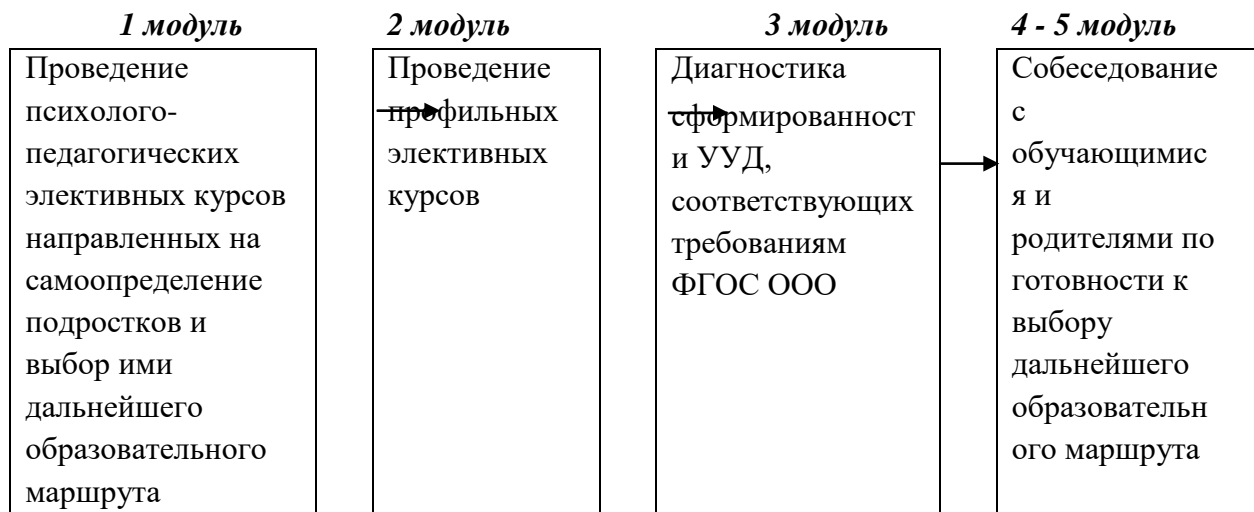 1 модуль
Проведение
психолого-
педагогических
элективных курсов
направленных на
самоопределение
подростков и
выбор ими
дальнейшего
образовательного
маршрута
2 модуль
Проведение
профильных
элективных
курсов
3 модуль
Диагностика
сформированност
и УУД,
соответствующих
требованиям
ФГОС ООО
4 - 5 модуль
Собеседование
с
обучающимис
я и
родителями по
готовности к
выбору
дальнейшего
образовательн
ого маршрута